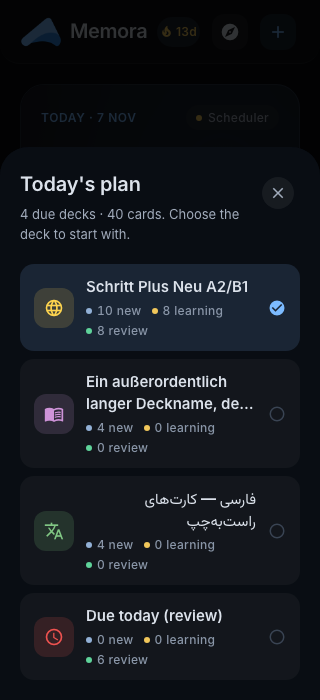 Memora
13d
TODAY · 7 NOV
Scheduler
Today's plan
4 due decks · 40 cards. Choose the
deck to start with.
Schritt Plus Neu A2/B1
10 new 8 learning
8 review
Ein außerordentlich
langer Deckname, de...
4 new 0 learning
0 review
فارسی — کارت‌های
راست‌به‌چپ
4 new 0 learning
0 review
Due today (review)
0 new 0 learning
6 review